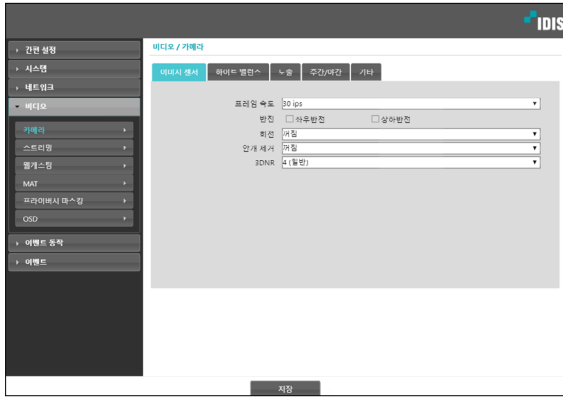 IDIS
간편 설정
시스템
네트워크
비디오
카메라
스트리밍
웹캐스팅
MAT
프라이버시 마스킹
OSD
이벤트 동작
이벤트
비디오 / 카메라
이미지 센서 화이트 밸런스 노출 주간/야간 기타
프레임 속도 30 ips
반전 좌우반전 상하반전
회전 꺼짐
안개 제거 꺼짐
3DNR 4 (일반)
저장